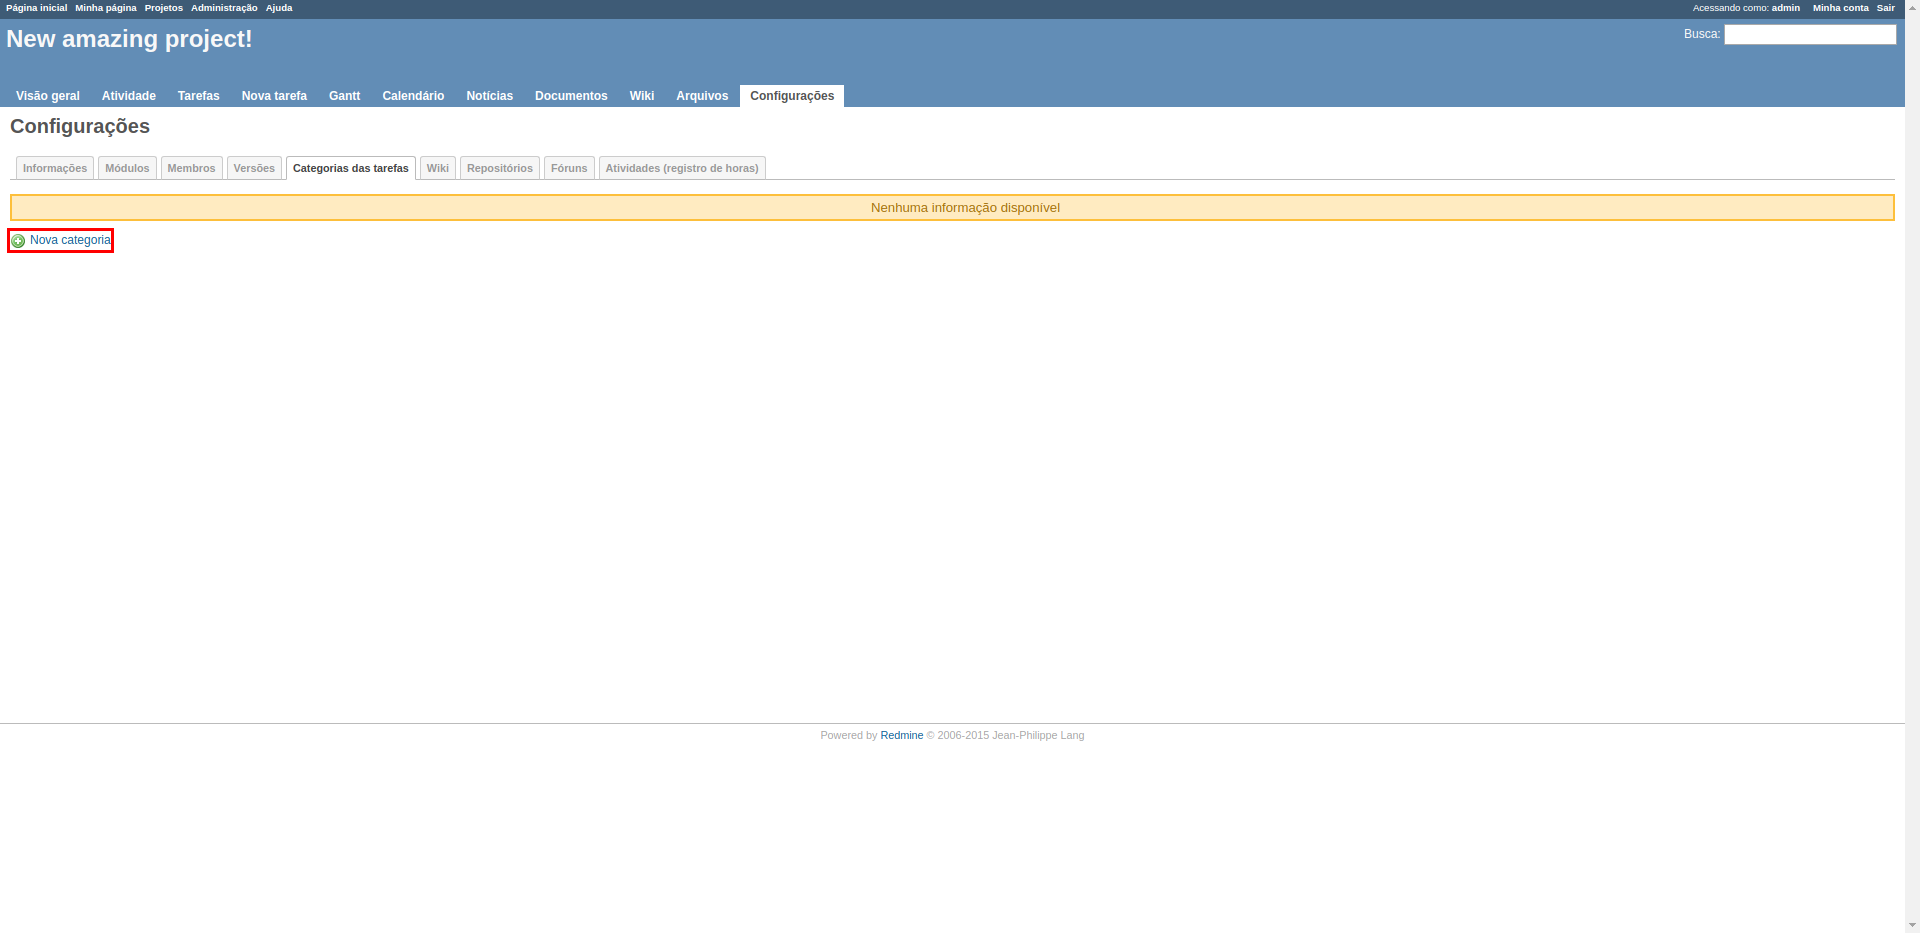 Página inicial Minha página Projetos Administração Ajuda Acessando como: admin Minha conta Sair
New amazing project! Busca:
Visão geral Atividade Tarefas Nova tarefa Gantt Calendário Notícias Documentos Wiki Arquivos Configurações
Configurações
Informações Módulos Membros Versões Categorias das tarefas Wiki Repositórios Fóruns Atividades (registro de horas)
Nenhuma informação disponível
Nova categoria
Powered by Redmine © 2006-2015 Jean-Philippe Lang